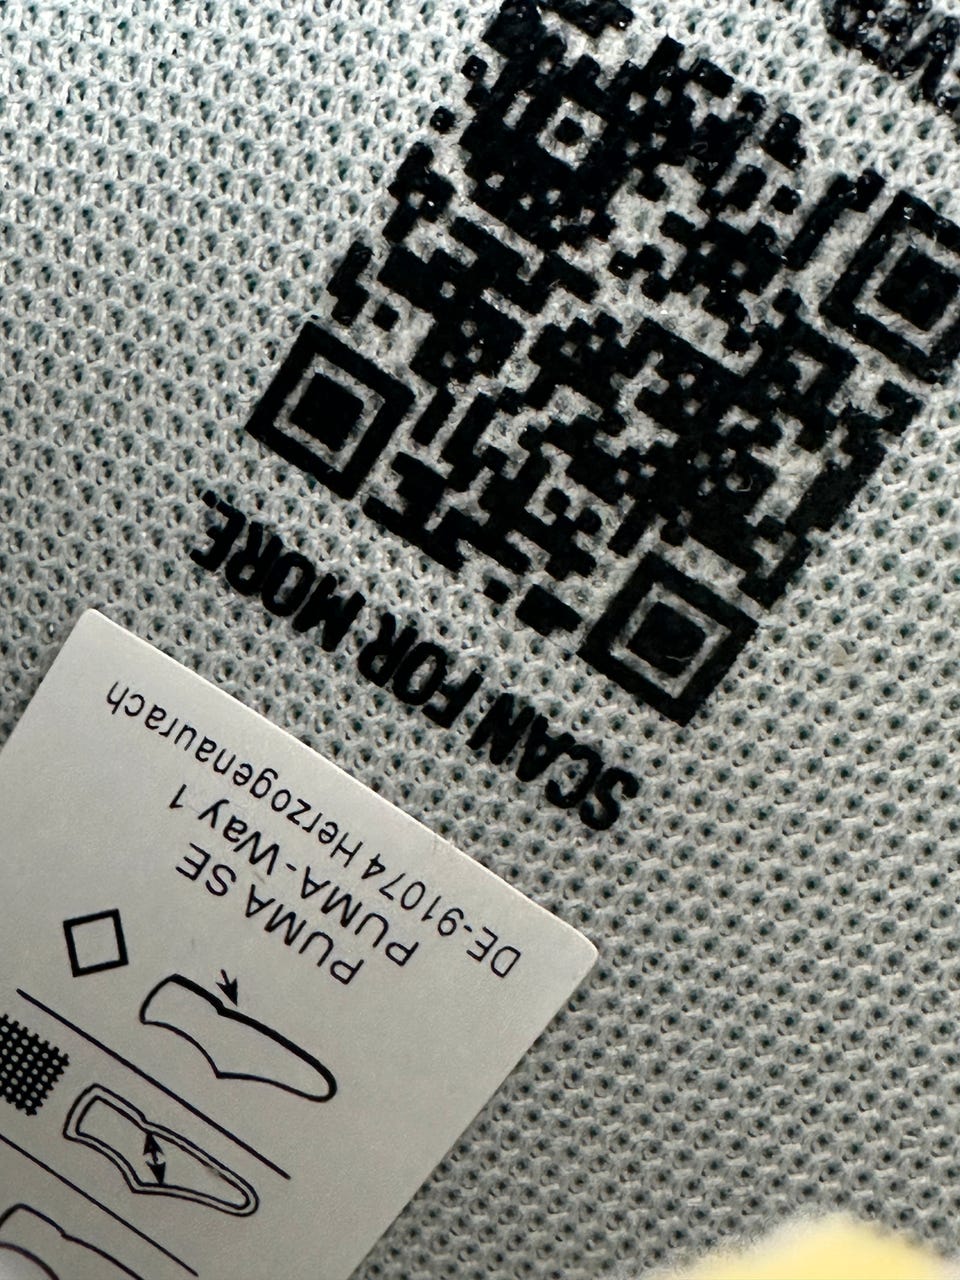 SCAN FOR MORE.
PUMA SE
PUMA-Way 1
DE-91074 Herzogenaurach